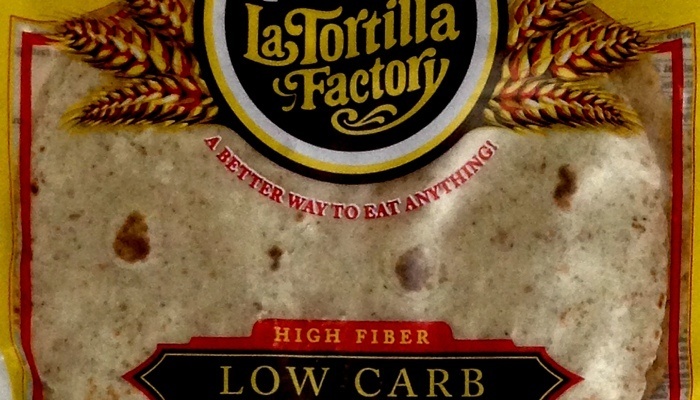 La Tortilla
Factory
A BETTER WAY TO EAT ANYTHING!
HIGH FIBER
LOW CARB